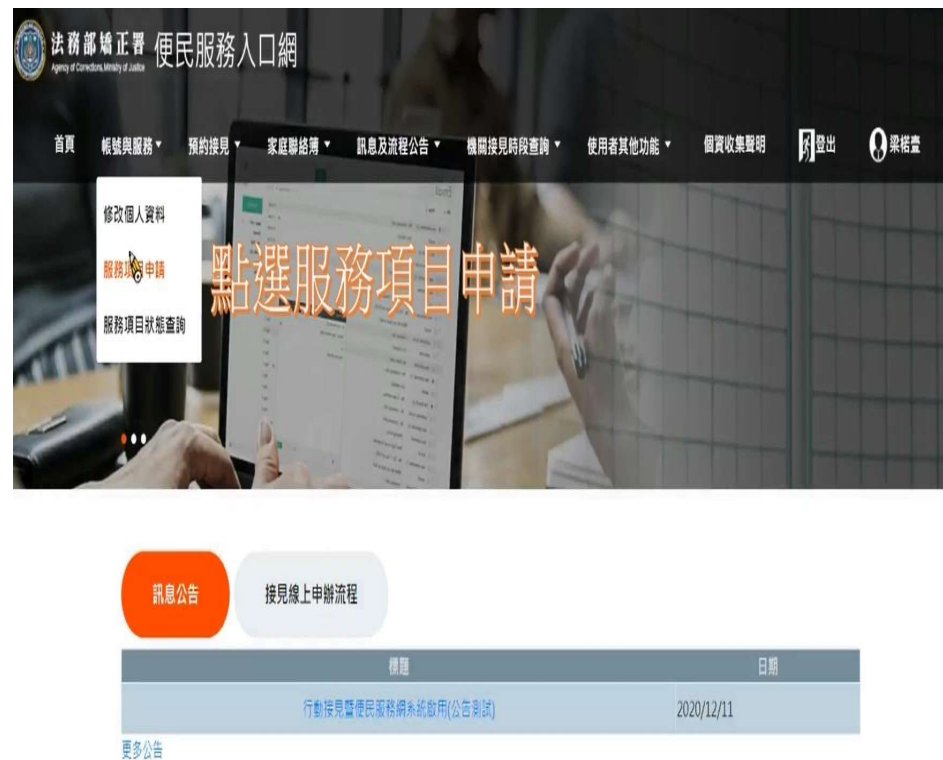 法務部矯正署 便民服務入口網
Agency of Corrections, Ministry of Justice
首頁 帳號與服務 預約接見 家庭聯絡簿 訊息及流程公告 機關接見時段查詢 使用者其他功能 個資收集聲明 登出 梁楉壹
修改個人資料
服務項目申請
點選服務項目申請
服務項目狀態查詢
訊息公告 接見線上申辦流程
標題 日期
行動接見暨便民服務網系統啟用(公告測試) 2020/12/11
更多公告